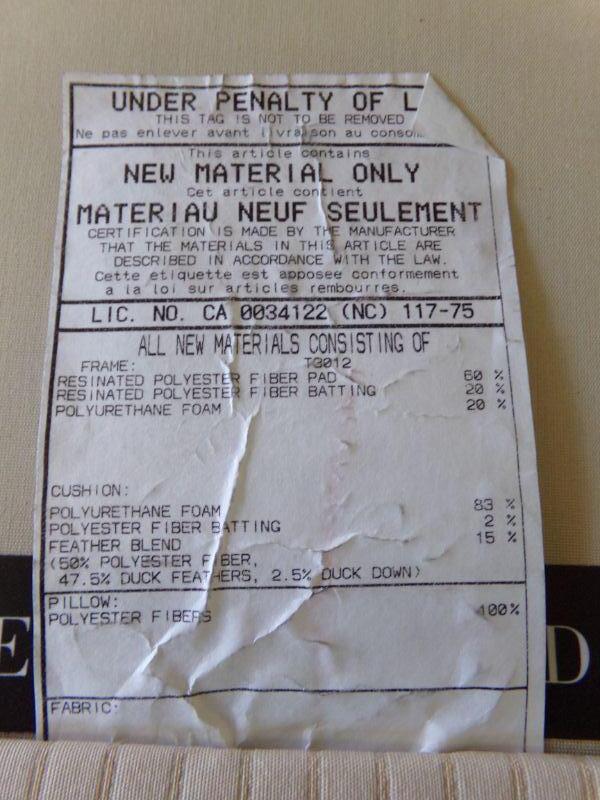 UNDER PENALTY OF L
THIS TAG IS NOT TO BE REMOVED
Ne pas enlever avant livraison au conso
This article contains
NEW MATERIAL ONLY
Cet article contient
MATERIAU NEUF SEULEMENT
CERTIFICATION IS MADE BY THE MANUFACTURER
THAT THE MATERIALS IN THIS ARTICLE ARE
DESCRIBED IN ACCORDANCE WITH THE LAW.
Cette etiquette est apposee conformement
a la loi sur articles rembourres.
LIC. NO. CA 0034122 (NC) 117-75
ALL NEW MATERIALS CONSISTING OF
FRAME: T3012
RESINATED POLYESTER FIBER PAD 60 %
RESINATED POLYESTER FIBER BATTING 20 %
POLYURETHANE FOAM 20 %
CUSHION:
POLYURETHANE FOAM 83 %
POLYESTER FIBER BATTING 2 %
FEATHER BLEND 15 %
(50% POLYESTER FIBER,
47.5% DUCK FEATHERS, 2.5% DUCK DOWN)
PILLOW:
POLYESTER FIBERS 100%
E D
FABRIC: